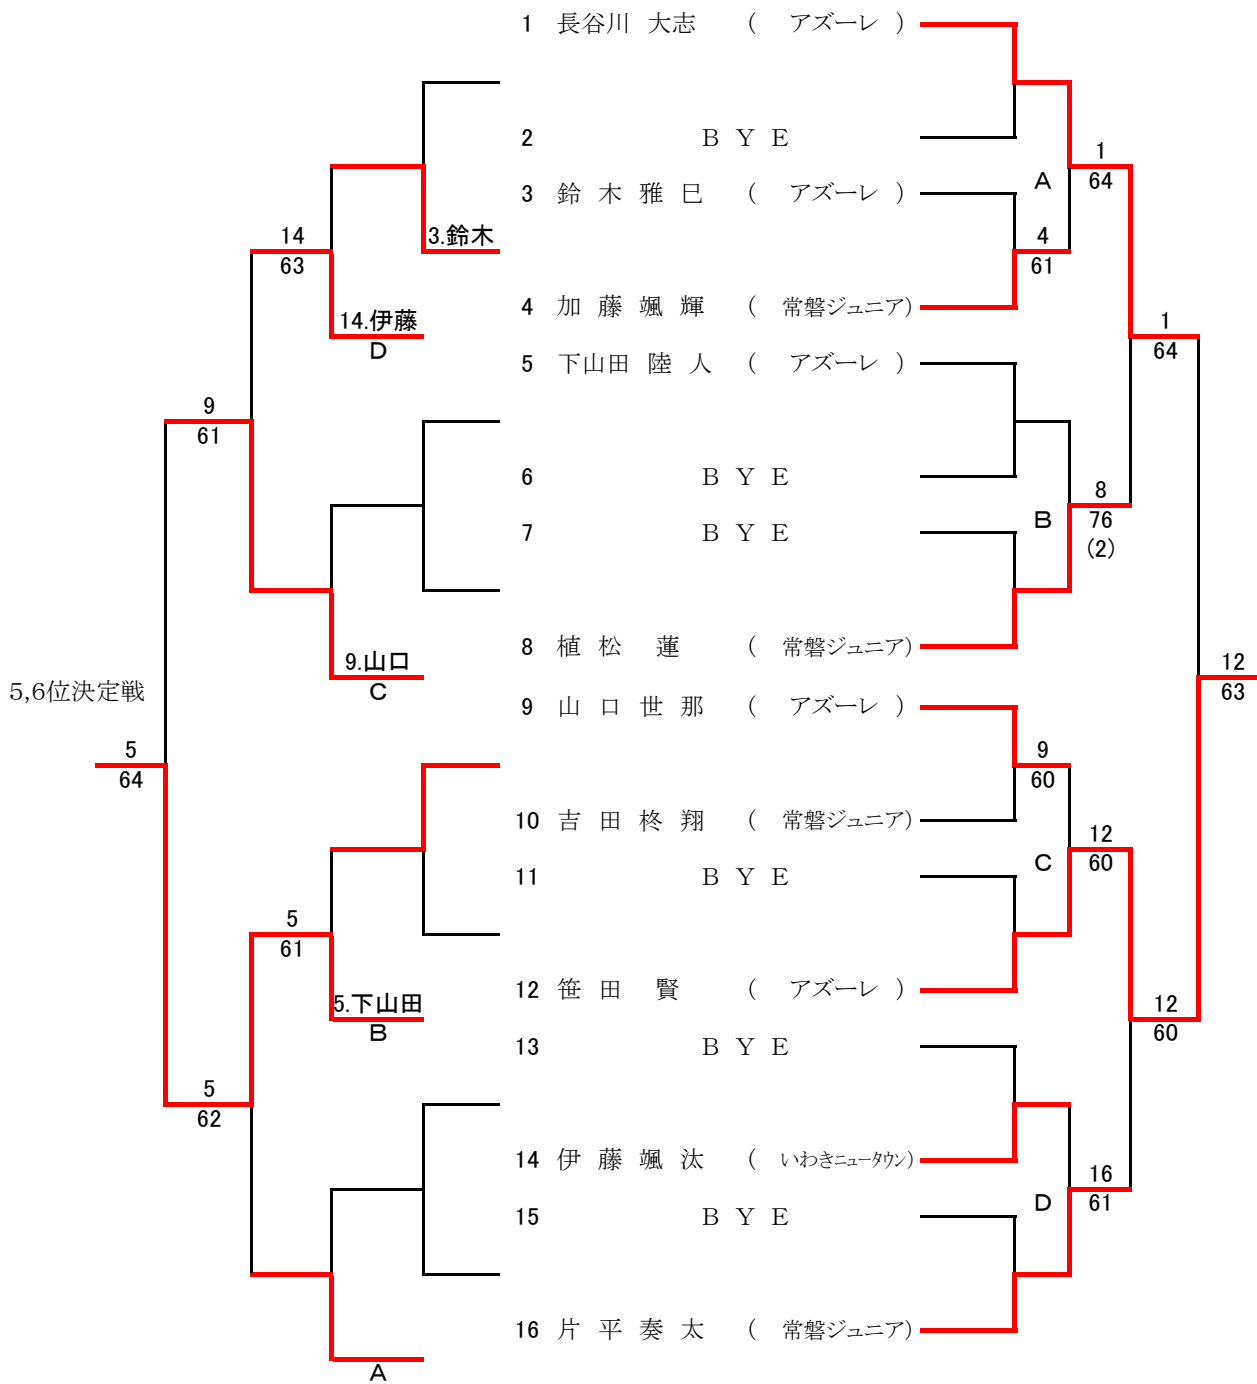 1 長谷川 大志 ( アズーレ )
2 BYE
1
3 鈴木雅巳 ( アズーレ )
A
64
14
3.鈴木
4
63
61
4 加藤颯輝 ( 常磐ジュニア)
14.伊藤
1
D
5 下山田 陸人 ( アズーレ )
64
9
61
6 BYE
8
7 BYE
B
76
(2)
8 植松 蓮 ( 常磐ジュニア)
9.山口
12
5,6位決定戦
C
63
9 山口世那 ( アズーレ )
5
9
64
60
10 吉田柊翔 ( 常磐ジュニア)
12
11 BYE
C
60
5
61
12 笹田 賢 ( アズーレ )
5.下山田
12
B
60
13 BYE
5
62
14 伊藤颯汰 ( いわきニュータウン)
16
15 BYE
D
61
16 片平奏太 ( 常磐ジュニア)
A